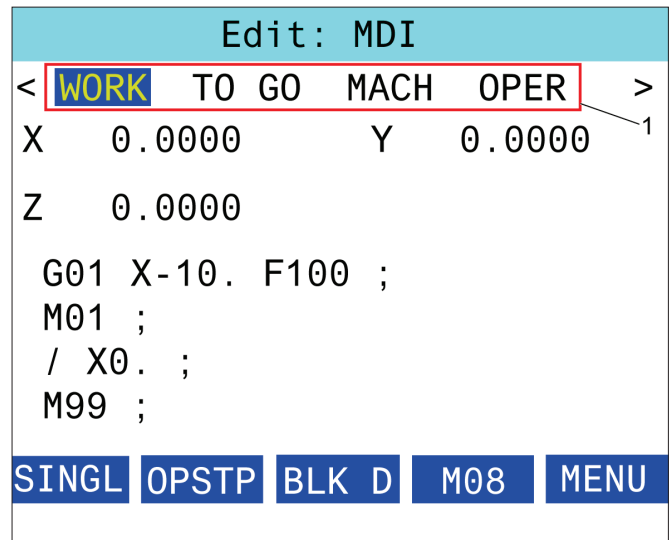 Edit: MDI
< WORK TO GO MACH OPER >
1
X 0.0000 Y 0.0000
Z 0.0000
G01 X-10. F100 ;
M01 ;
/ X0. ;
M99 ;
SINGL OPSTP BLK D M08 MENU